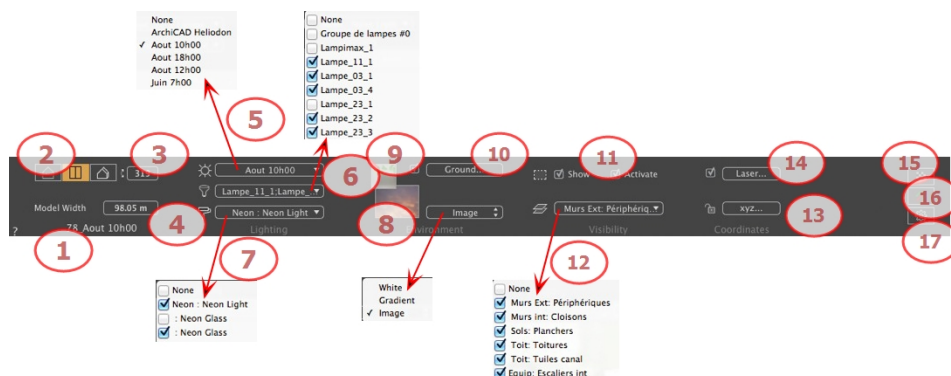 None
ArchiCAD Heliodon
✓ Aout 10h00
Aout 18h00
Aout 12h00
Juin 7h00
None
Groupe de lampes #0
Lampimax_1
Lampe_11_1
Lampe_03_1
Lampe_03_4
Lampe_23_1
Lampe_23_2
Lampe_23_3
5
2
3
9
10
11
14
15
315
Aout 10h00
Ground...
Show
Activate
Laser...
6
16
Lampe_11_1;Lampe_
Model Width
98.05 m
4
Neon : Neon Light
8
Image
Murs Ext: Périphériq.
xyz...
13
17
?
1
78 Aout 10h00
Lighting
Visibility
Coordinates
7
12
None
Neon : Neon Light
: Neon Glass
: Neon Glass
White
Gradient
✓ Image
None
Murs Ext: Périphériques
Murs int: Cloisons
Sols: Planchers
Toit: Toitures
Toit: Tuiles canal
Equip: Escaliers int